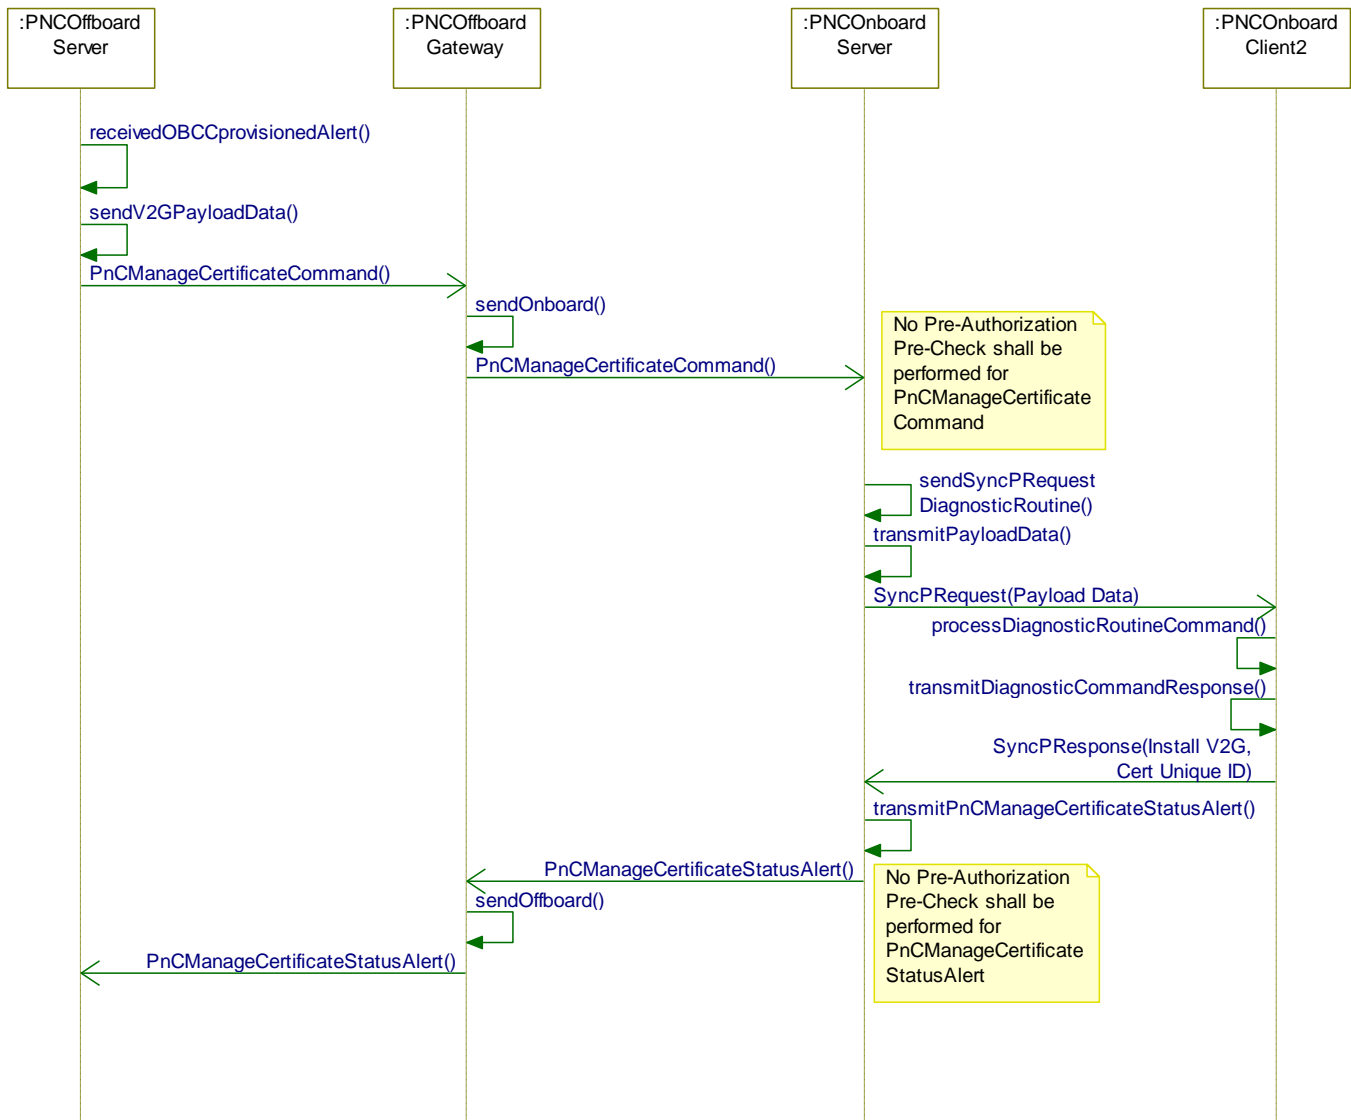 :PNCOffboard
Server
:PNCOffboard
Gateway
:PNCOnboard
Server
:PNCOnboard
Client2
receivedOBCCprovisionedAlert()
sendV2GPayloadData()
PnCManageCertificateCommand()
sendOnboard()
PnCManageCertificateCommand()
No Pre-Authorization
Pre-Check shall be
performed for
PnCManageCertificate
Command
sendSyncPRequest
DiagnosticRoutine()
transmitPayloadData()
SyncPRequest(Payload Data)
processDiagnosticRoutineCommand()
transmitDiagnosticCommandResponse()
SyncPResponse(Install V2G,
Cert Unique ID)
transmitPnCManageCertificateStatusAlert()
PnCManageCertificateStatusAlert()
No Pre-Authorization
Pre-Check shall be
performed for
PnCManageCertificate
StatusAlert
sendOffboard()
PnCManageCertificateStatusAlert()